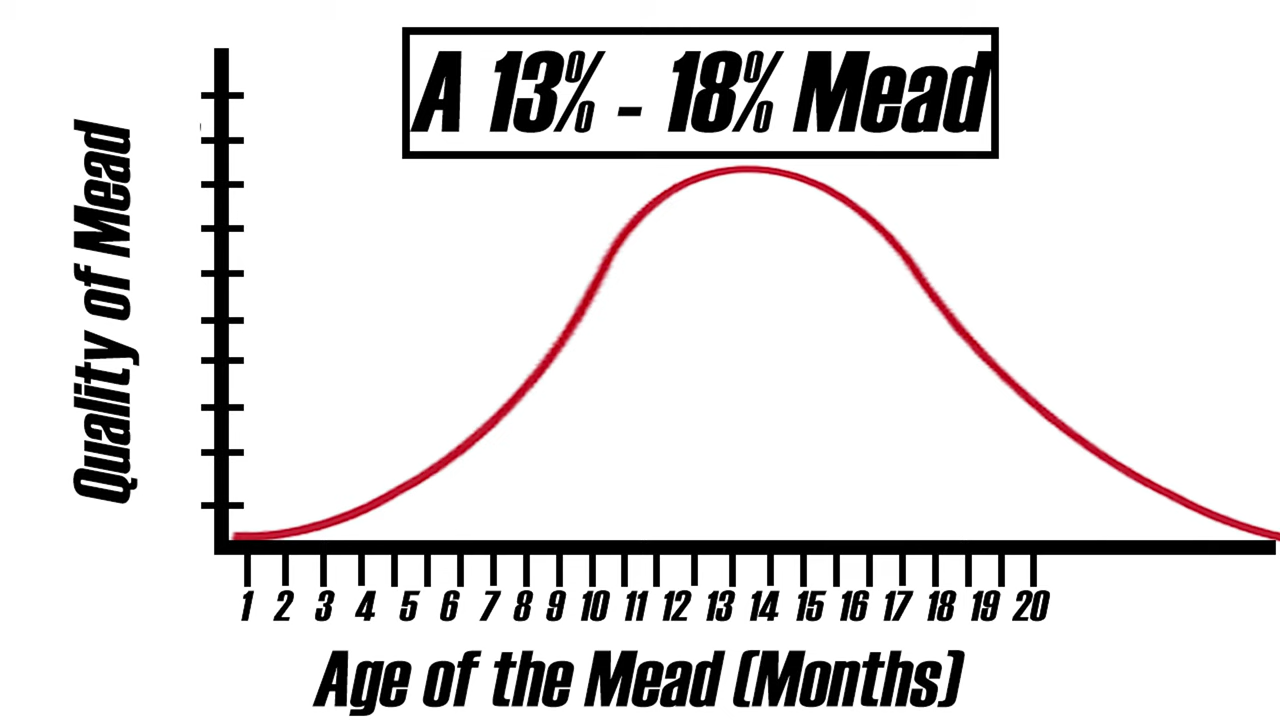 A 13% - 18% Mead
Quality of Mead
1 2 3 4 5 6 7 8 9 10 11 12 13 14 15 16 17 18 19 20
Age of the Mead (Months)